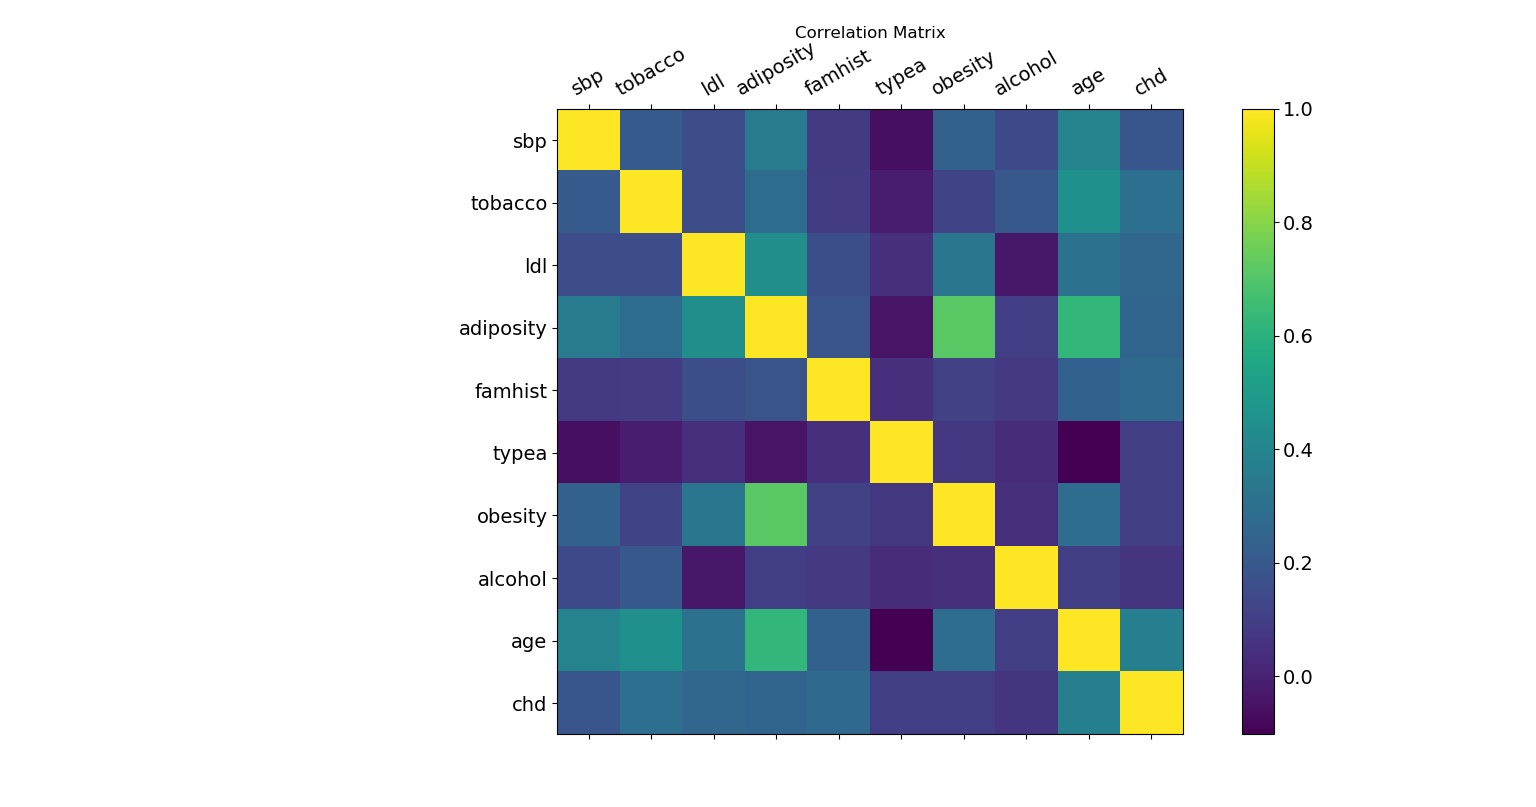 Correlation Matrix
sbp tobacco ldl adiposity famhist typea obesity alcohol age chd
sbp
tobacco
ldl
adiposity
famhist
typea
obesity
alcohol
age
chd
1.0
0.8
0.6
0.4
0.2
0.0